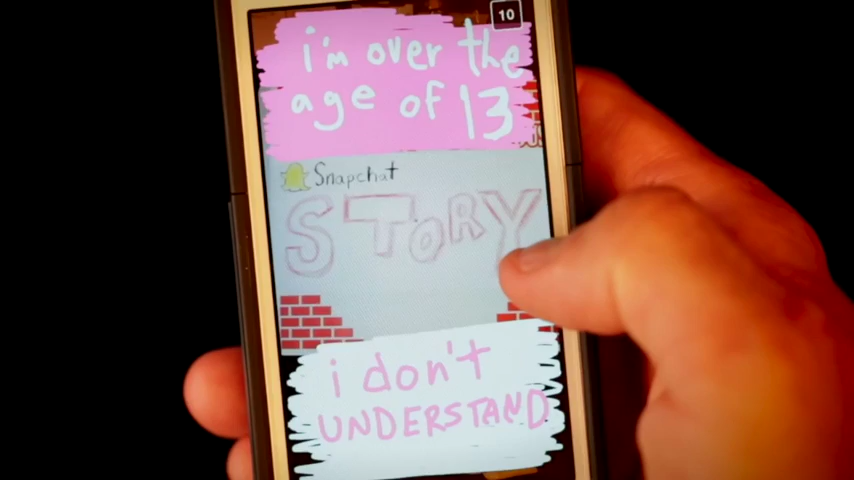 10
i'm over the
age of 13
Snapchat
STORY
i don't
UNDERSTAND